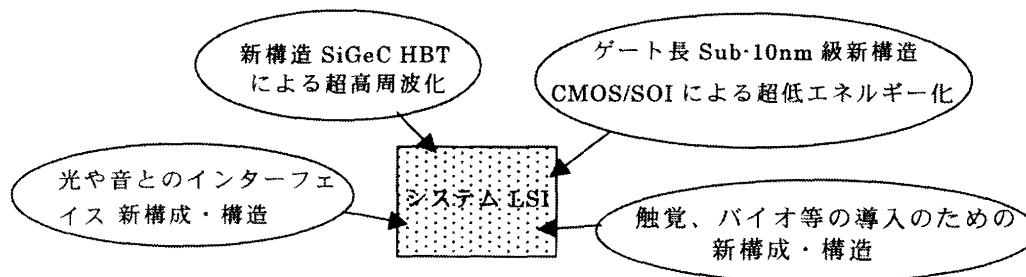 新構造 SiGeC HBT
による超高周波化
ゲート長 Sub-10nm 級新構造
CMOS/SOI による超低エネルギー化
システム LSI
光や音とのインターフェ
イス 新構成・構造
触覚、バイオ等の導入のための
新構成・構造